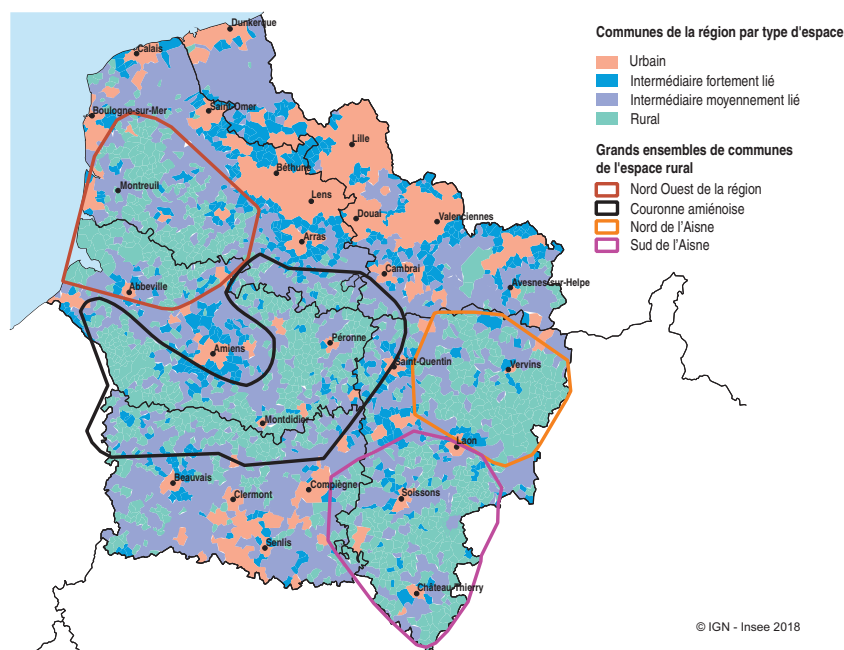 Communes de la région par type d'espace
Urbain
Intermédiaire fortement lié
Intermédiaire moyennement lié
Rural
Grands ensembles de communes
de l'espace rural
Nord Ouest de la région
Couronne amiénoise
Nord de l'Aisne
Sud de l'Aisne
Dunkerque
Calais
Saint-Omer
Boulogne-sur-Mer
Lille
Béthune
Montreuil
Lens
Douai
Valenciennes
Arras
Cambrai
Avesnes-sur-Helpe
Abbeville
Amiens
Péronne
Saint-Quentin
Vervins
Montdidier
Laon
Beauvais
Compiègne
Clermont
Soissons
Senlis
Château-Thierry
© IGN - Insee 2018